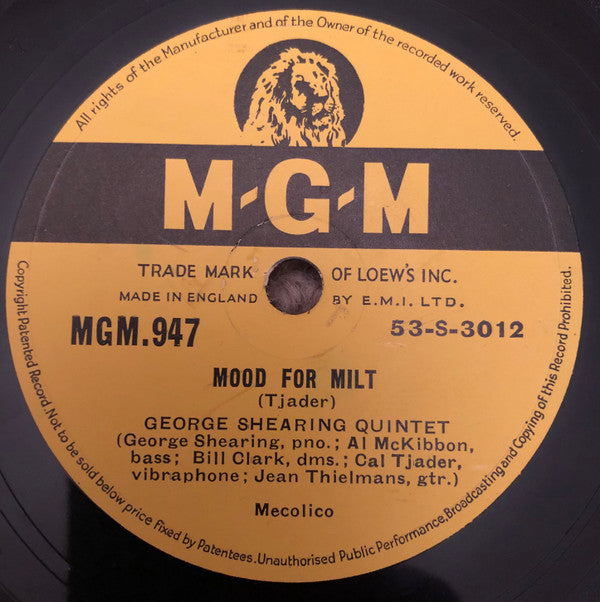 All rights of the Manufacturer and of the Owner of the recorded work reserved.
M-G-M
TRADE MARK OF LOEW'S INC.
MADE IN ENGLAND BY E.M.I. LTD.
MGM.947 53-S-3012
MOOD FOR MILT
(Tjader)
GEORGE SHEARING QUINTET
(George Shearing, pno.; Al McKibbon,
bass; Bill Clark, dms.; Cal Tjader,
vibraphone; Jean Thielmans, gtr.)
Mecolico
Copyright Patented Record. Not to be sold below price fixed by Patentees. Unauthorised Public Performance, Broadcasting and Copying of this Record Prohibited.